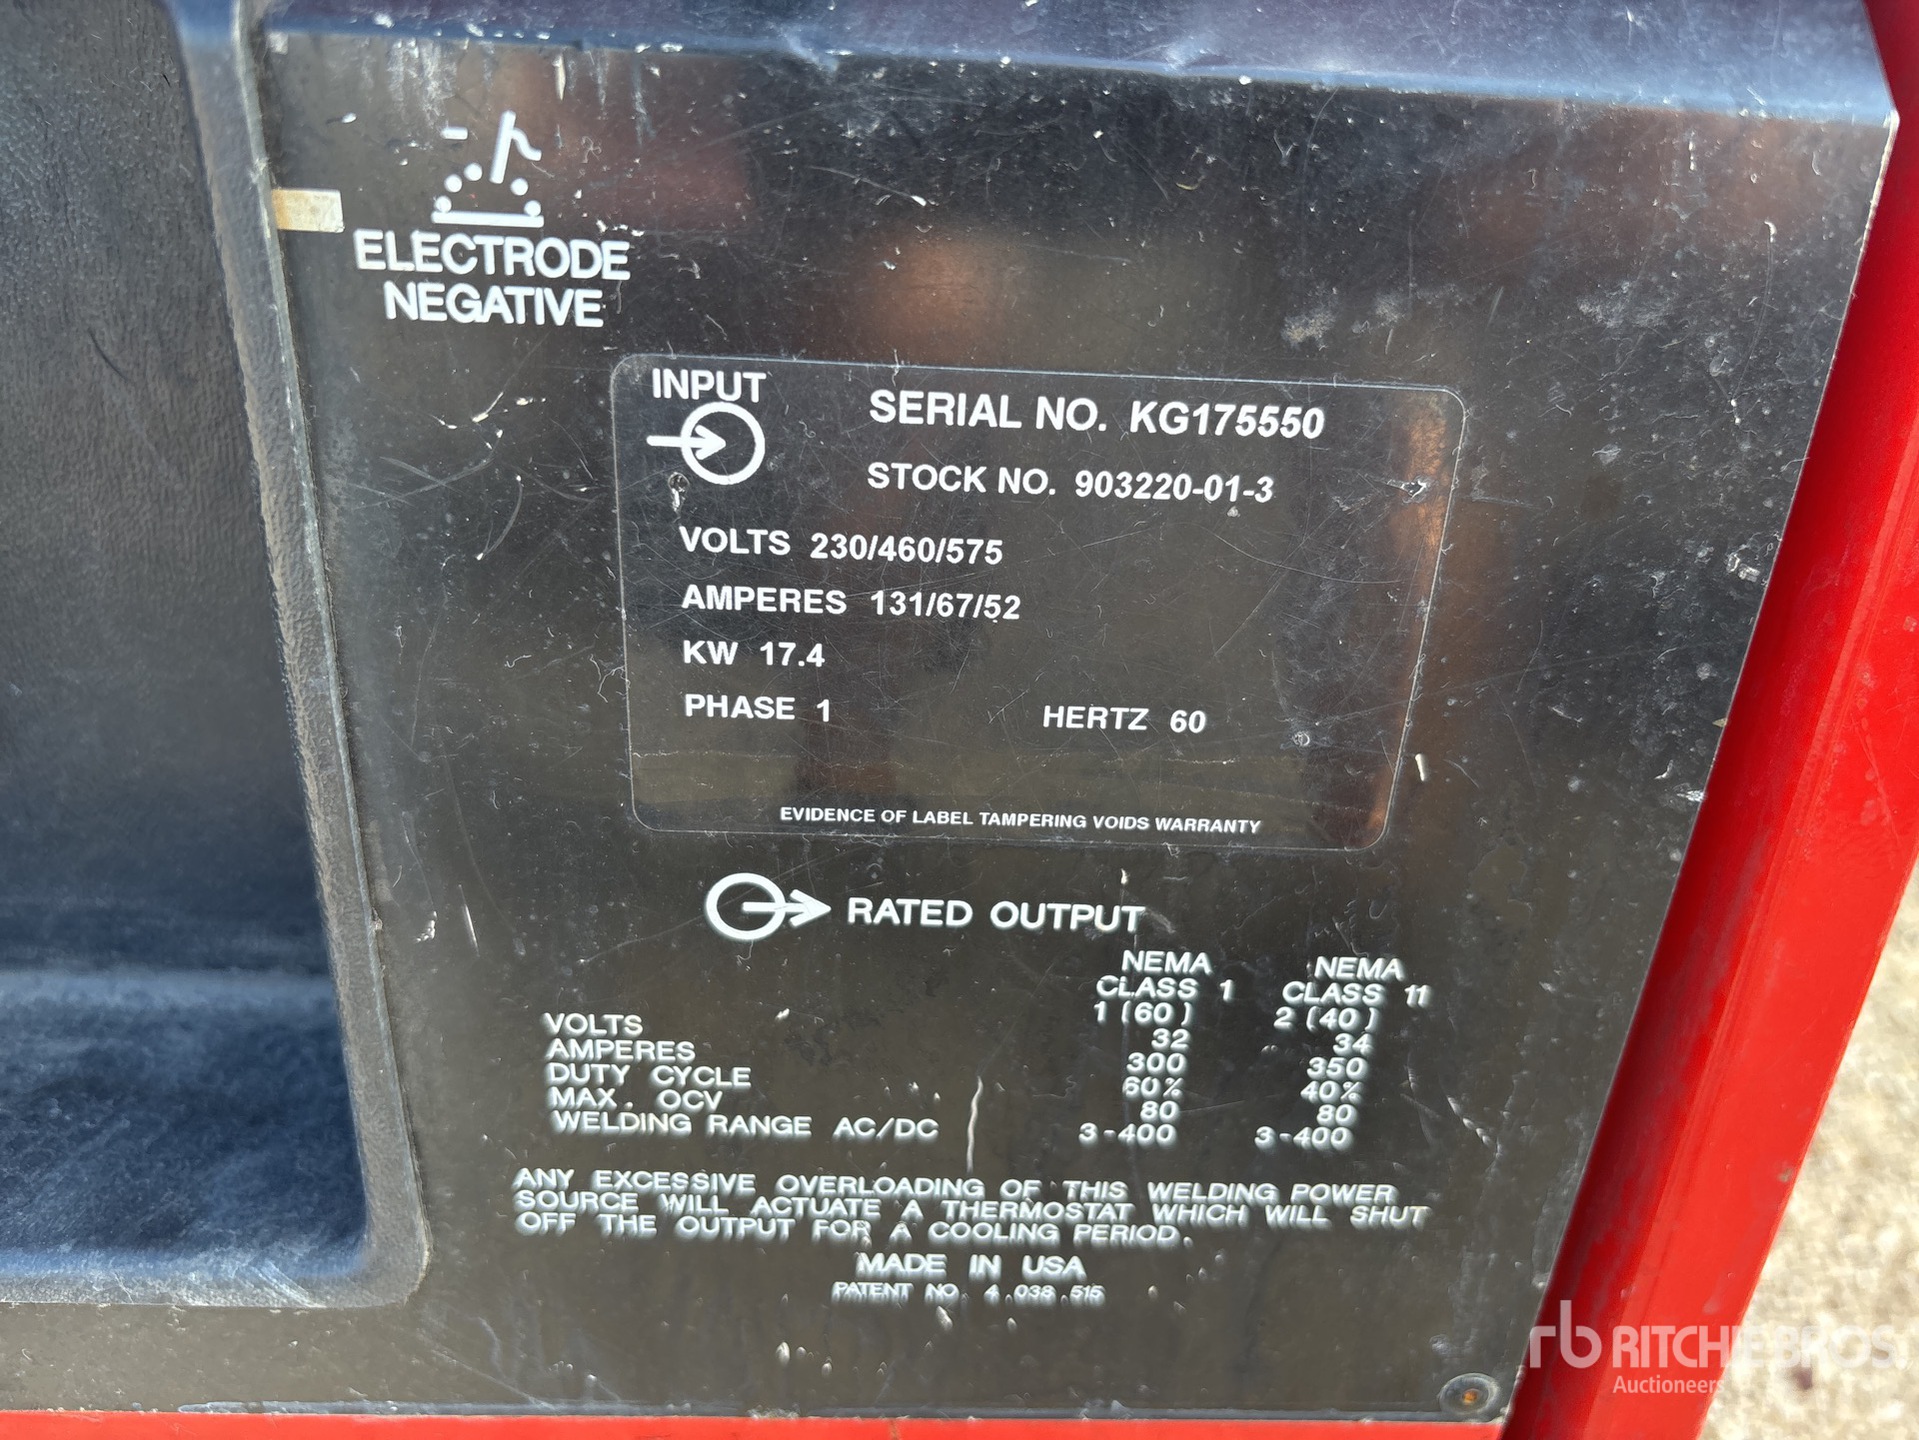 ELECTRODE
NEGATIVE
INPUT
SERIAL NO. KG175550
STOCK NO. 903220-01-3
VOLTS 230/460/575
AMPERES 131/67/52
KW 17.4
PHASE 1 HERTZ 60
EVIDENCE OF LABEL TAMPERING VOIDS WARRANTY
RATED OUTPUT
NEMA NEMA
CLASS 1 CLASS 11
1 (60) 2 (40)
VOLTS 32 34
AMPERES 300 350
DUTY CYCLE 60% 40%
MAX. OCV 80 80
WELDING RANGE AC/DC 3-400 3-400
ANY EXCESSIVE OVERLOADING OF THIS WELDING POWER
SOURCE WILL ACTUATE A THERMOSTAT WHICH WILL SHUT
OFF THE OUTPUT FOR A COOLING PERIOD.
MADE IN USA
PATENT NO. 4 038 515
rb RITCHIE BROS.
Auctioneers